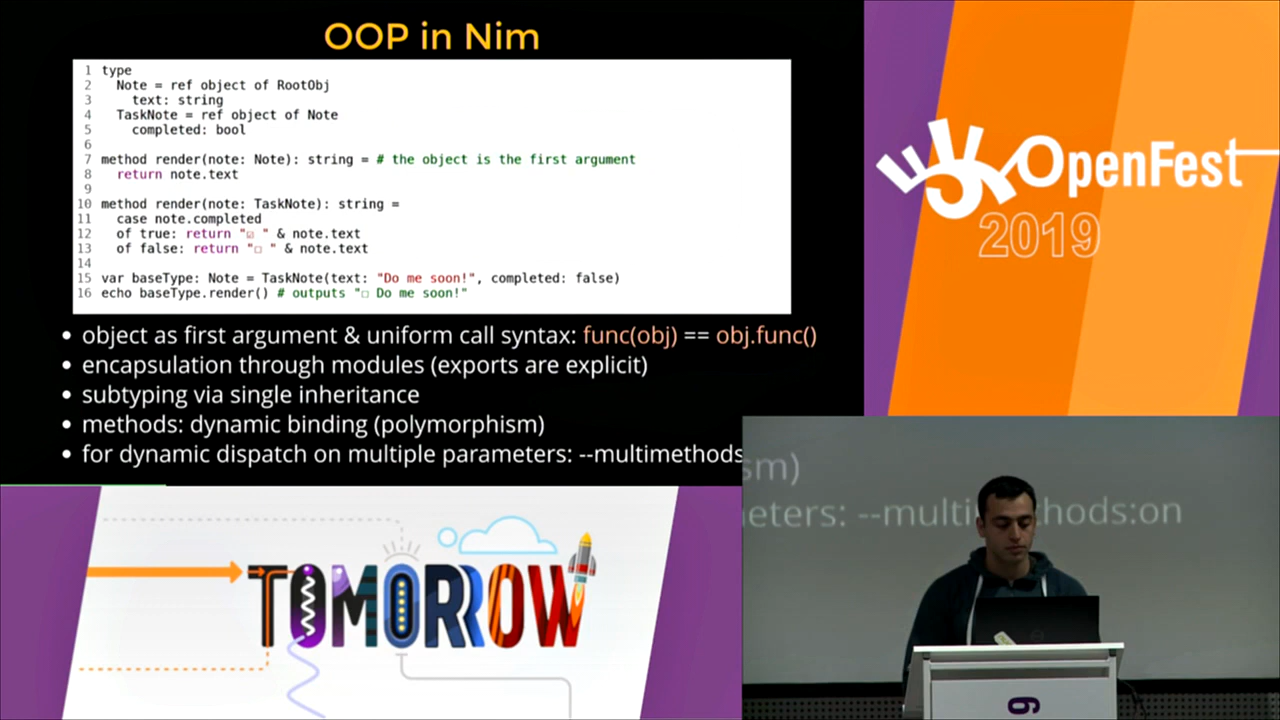 OOP in Nim
1 type
2 Note = ref object of RootObj
3 text: string
4 TaskNote = ref object of Note
5 completed: bool
6
7 method render(note: Note): string = # the object is the first argument
8 return note.text
9
10 method render(note: TaskNote): string =
11 case note.completed
12 of true: return "☑ " & note.text
13 of false: return "☐ " & note.text
14
15 var baseType: Note = TaskNote(text: "Do me soon!", completed: false)
16 echo baseType.render() # outputs "☐ Do me soon!"
• object as first argument & uniform call syntax: func(obj) == obj.func()
• encapsulation through modules (exports are explicit)
• subtyping via single inheritance
• methods: dynamic binding (polymorphism)
• for dynamic dispatch on multiple parameters: --multimethods
OpenFest
2019
TOMORROW
sm)
eters: --multi hods:on
6